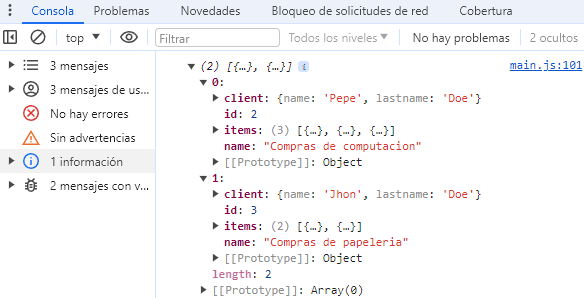 Consola Problemas Novedades Bloqueo de solicitudes de red Cobertura
top Filtrar Todos los niveles No hay problemas 2 ocultos
3 mensajes
3 mensajes de us...
No hay errores
Sin advertencias
1 información
2 mensajes con v...
(2) [{…}, {…}] i main.js:101
0:
client: {name: 'Pepe', lastname: 'Doe'}
id: 2
items: (3) [{…}, {…}, {…}]
name: "Compras de computacion"
[[Prototype]]: Object
1:
client: {name: 'Jhon', lastname: 'Doe'}
id: 3
items: (2) [{…}, {…}]
name: "Compras de papeleria"
[[Prototype]]: Object
length: 2
[[Prototype]]: Array(0)